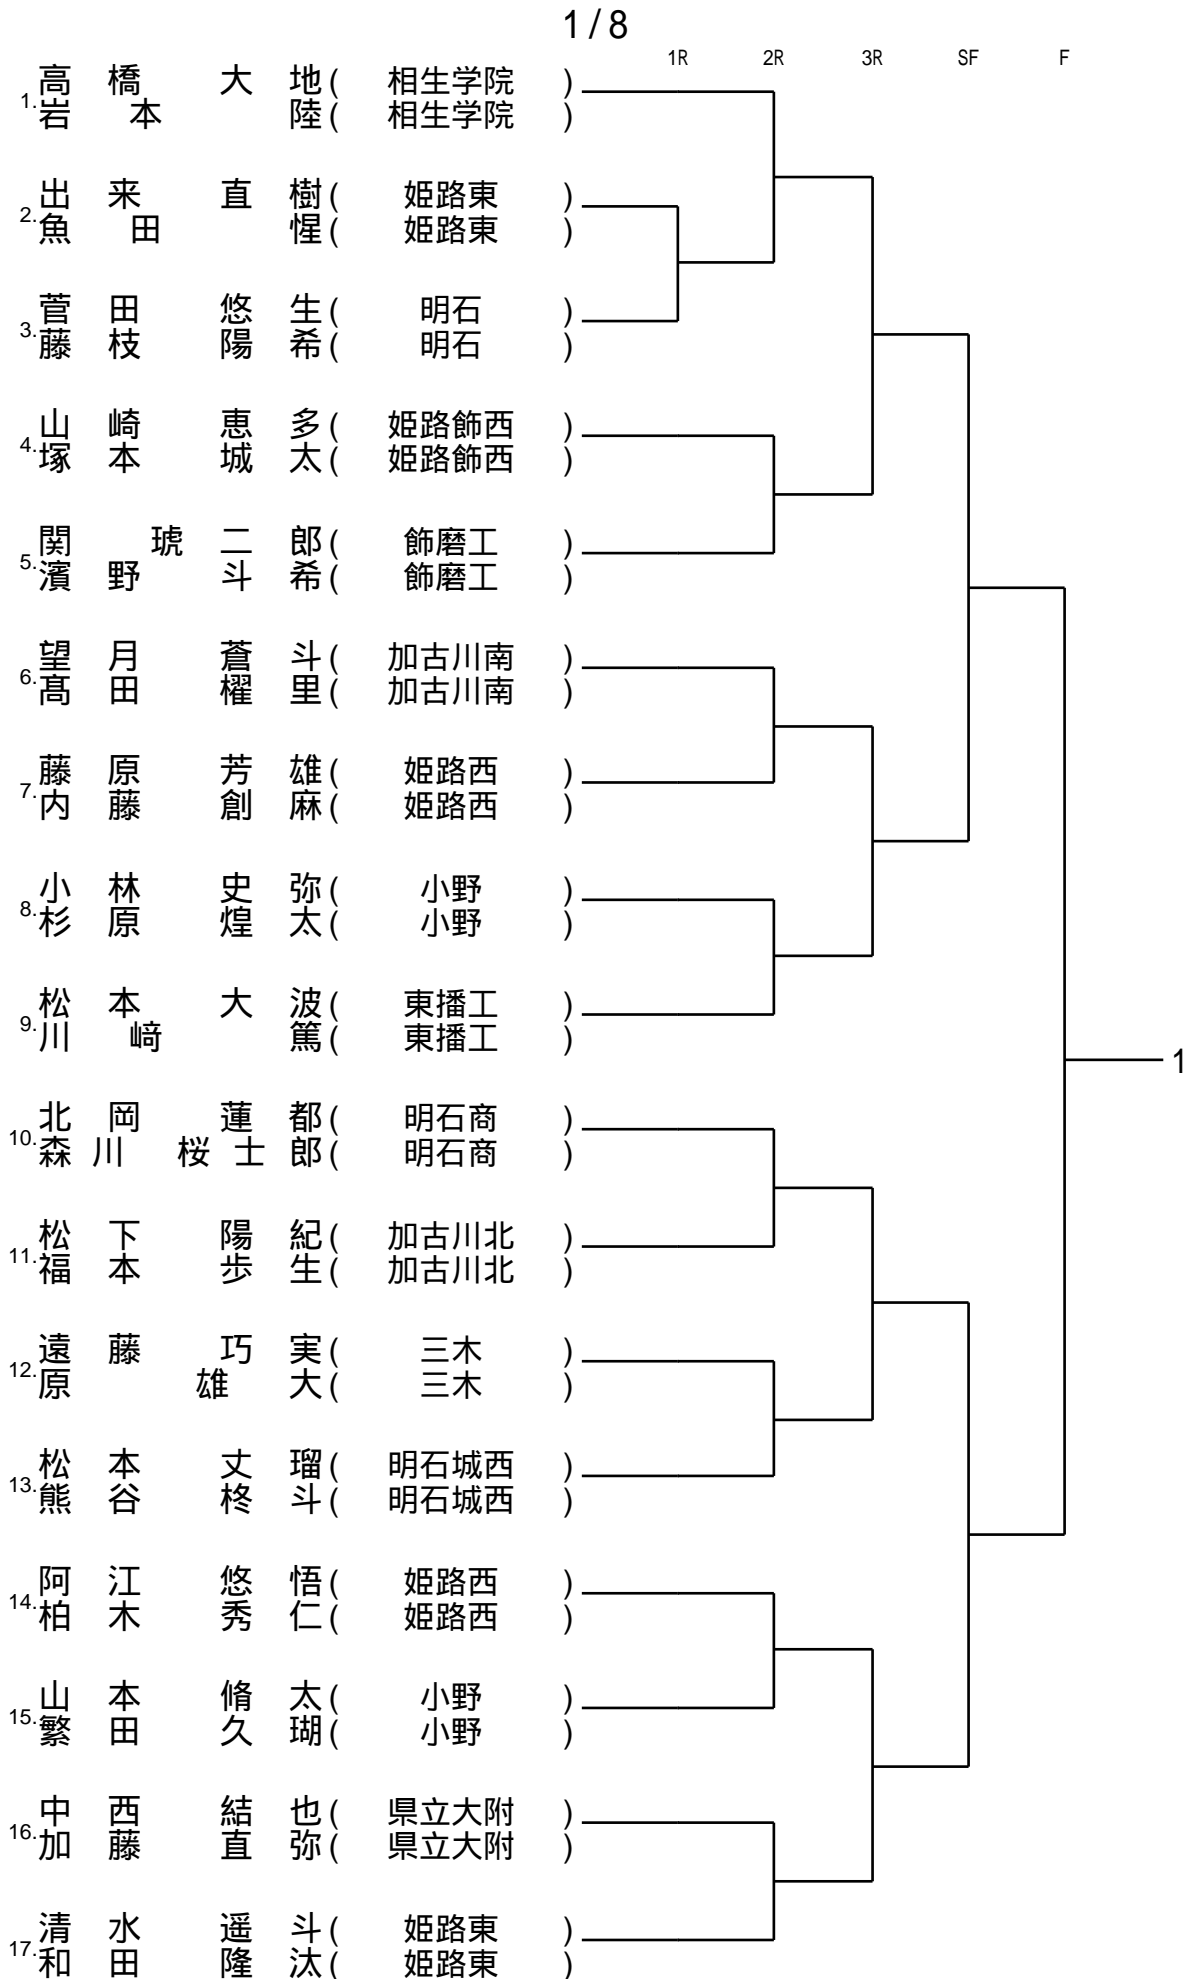 1/8
1R 2R 3R SF F
1. 高橋 大地 ( 相生学院 )
岩本 陸 ( 相生学院 )
2. 出来 直樹 ( 姫路東 )
魚田 惺 ( 姫路東 )
3. 菅田 悠生 ( 明石 )
藤枝 陽希 ( 明石 )
4. 山崎 恵多 ( 姫路飾西 )
塚本 城太 ( 姫路飾西 )
5. 関 琥二郎 ( 飾磨工 )
濱野 斗希 ( 飾磨工 )
6. 望月 蒼斗 ( 加古川南 )
髙田 櫂里 ( 加古川南 )
7. 藤原 芳雄 ( 姫路西 )
内藤 創麻 ( 姫路西 )
8. 小林 史弥 ( 小野 )
杉原 煌太 ( 小野 )
9. 松本 大波 ( 東播工 )
川﨑 篤 ( 東播工 )
1
10. 北岡 蓮都 ( 明石商 )
森川 桜士郎 ( 明石商 )
11. 松下 陽紀 ( 加古川北 )
福本 歩生 ( 加古川北 )
12. 遠藤 巧実 ( 三木 )
原 雄大 ( 三木 )
13. 松本 丈瑠 ( 明石城西 )
熊谷 柊斗 ( 明石城西 )
14. 阿江 悠悟 ( 姫路西 )
柏木 秀仁 ( 姫路西 )
15. 山本 脩太 ( 小野 )
繁田 久瑚 ( 小野 )
16. 中西 結也 ( 県立大附 )
加藤 直弥 ( 県立大附 )
17. 清水 遥斗 ( 姫路東 )
和田 隆汰 ( 姫路東 )